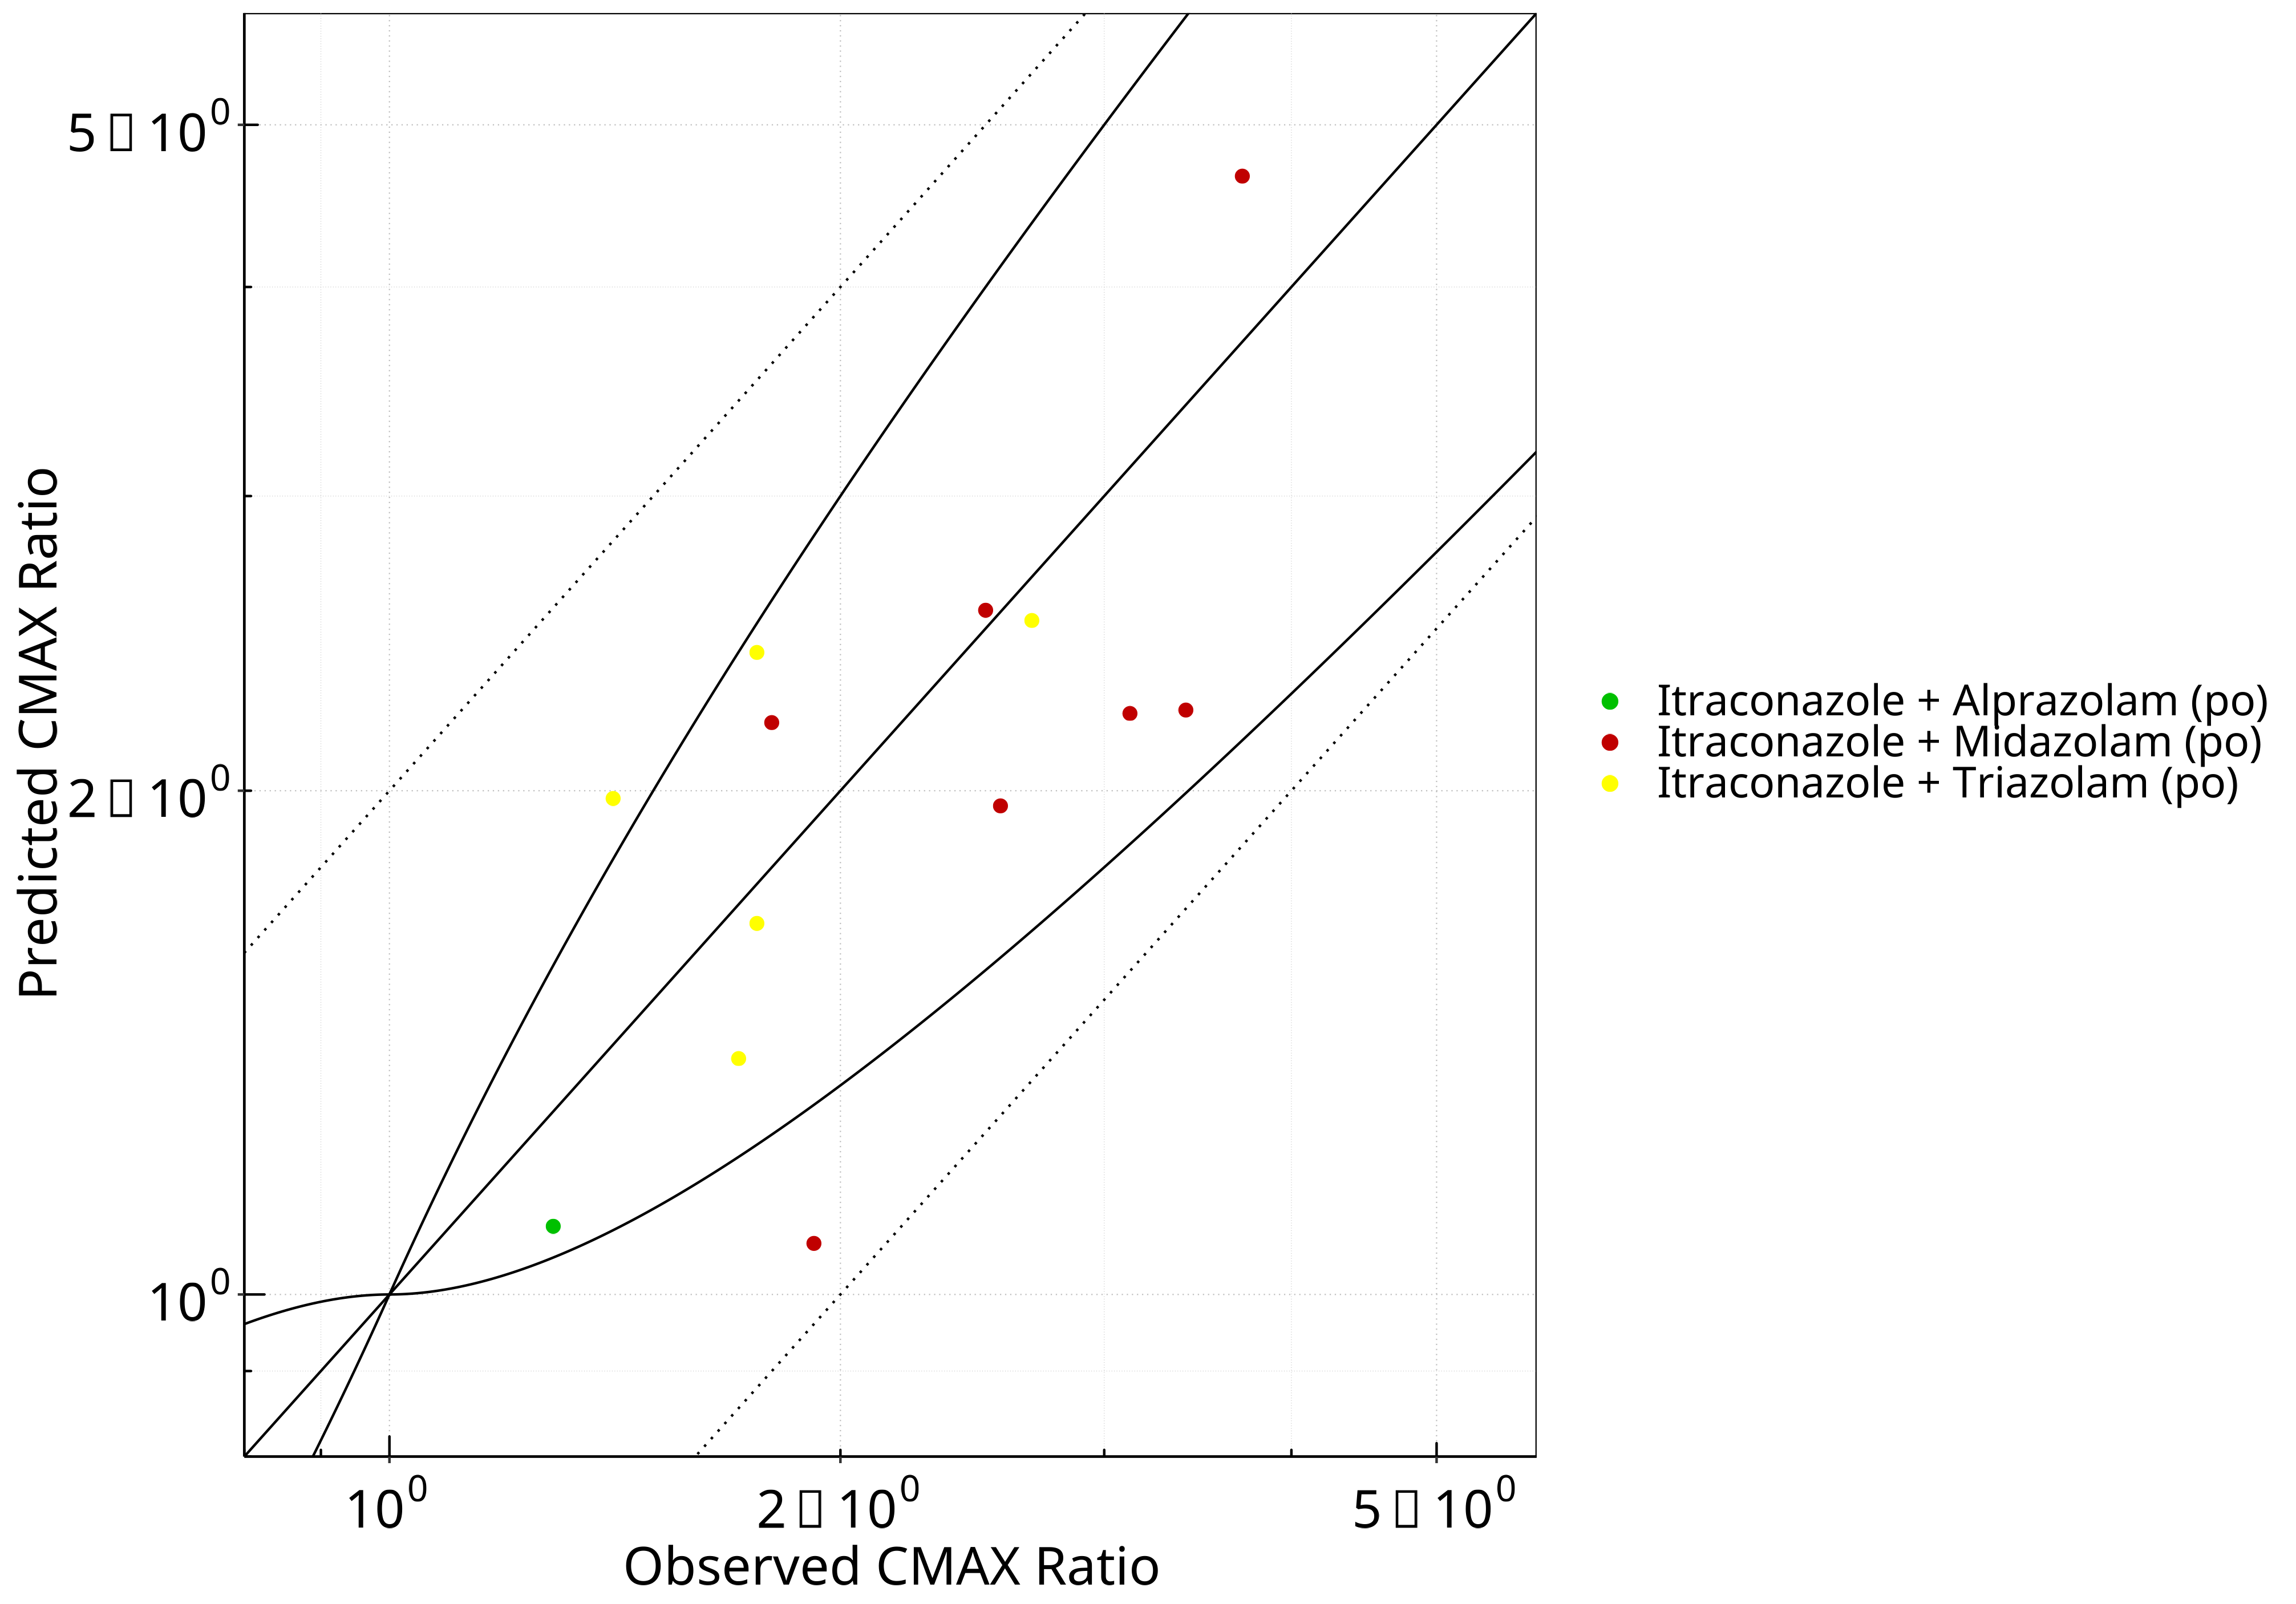 5 ▯ 10⁰
2 ▯ 10⁰
10⁰
Predicted CMAX Ratio
10⁰
2 ▯ 10⁰
5 ▯ 10⁰
Observed CMAX Ratio
Itraconazole + Alprazolam (po)
Itraconazole + Midazolam (po)
Itraconazole + Triazolam (po)